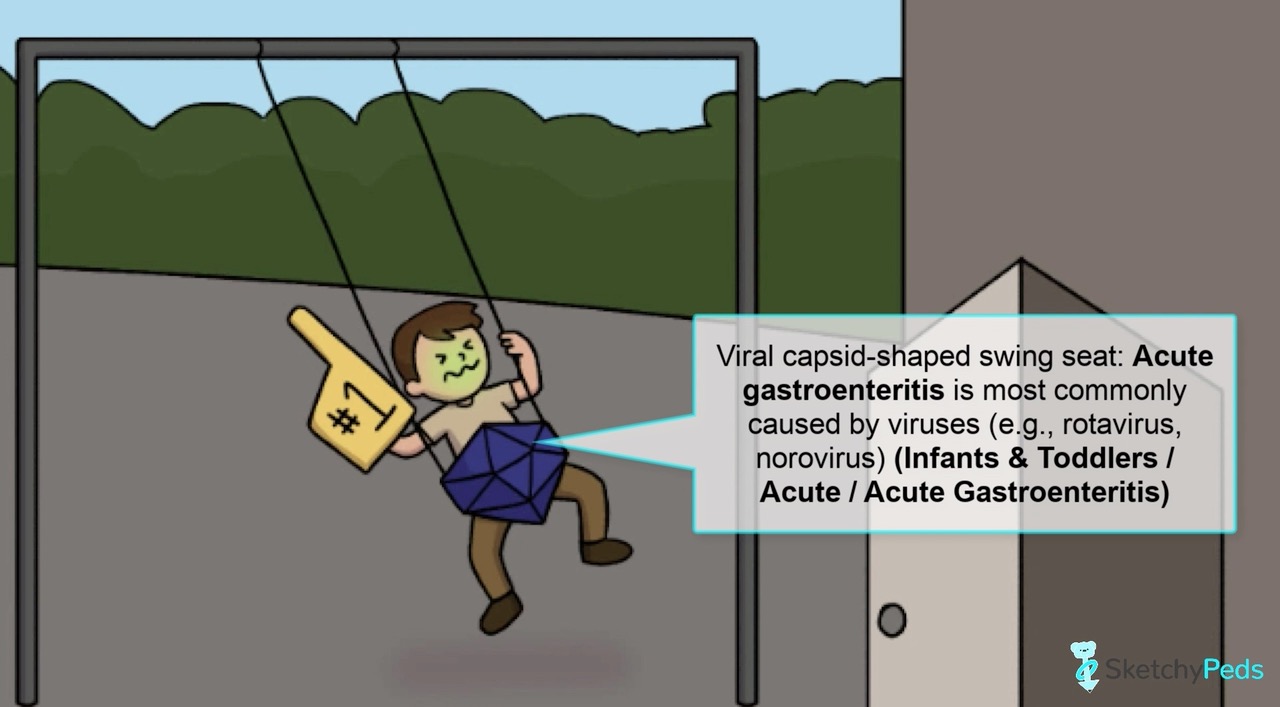 #1
Viral capsid-shaped swing seat: Acute
gastroenteritis is most commonly
caused by viruses (e.g., rotavirus,
norovirus) (Infants & Toddlers /
Acute / Acute Gastroenteritis)
SketchyPeds